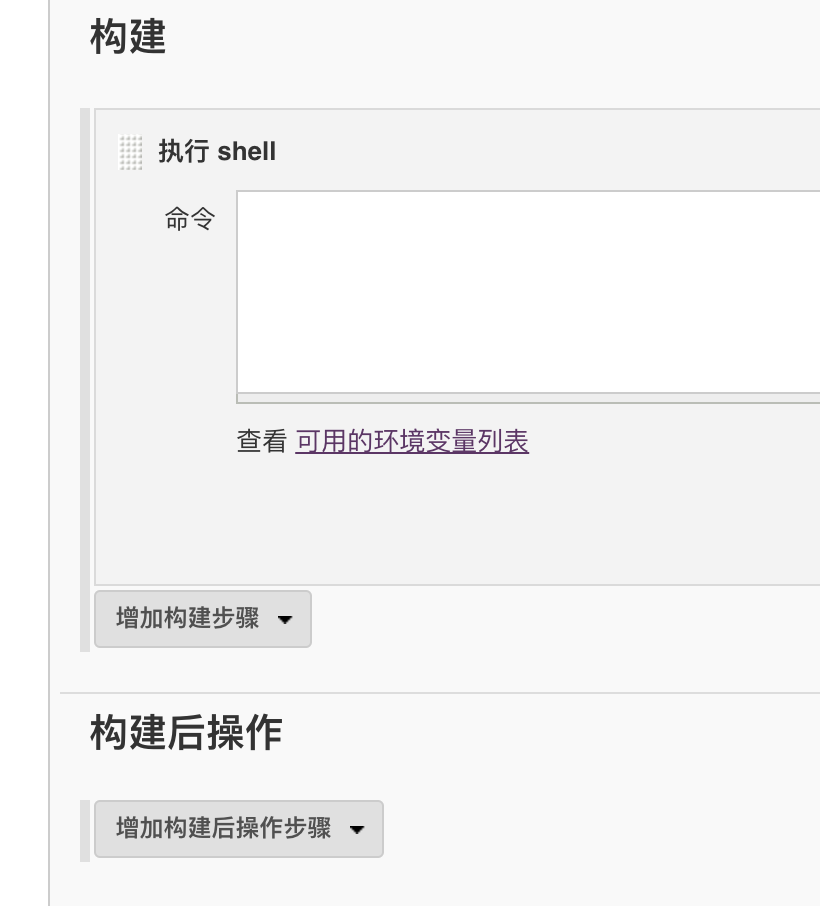 构建
执行 shell
命令
查看 可用的环境变量列表
增加构建步骤
构建后操作
增加构建后操作步骤